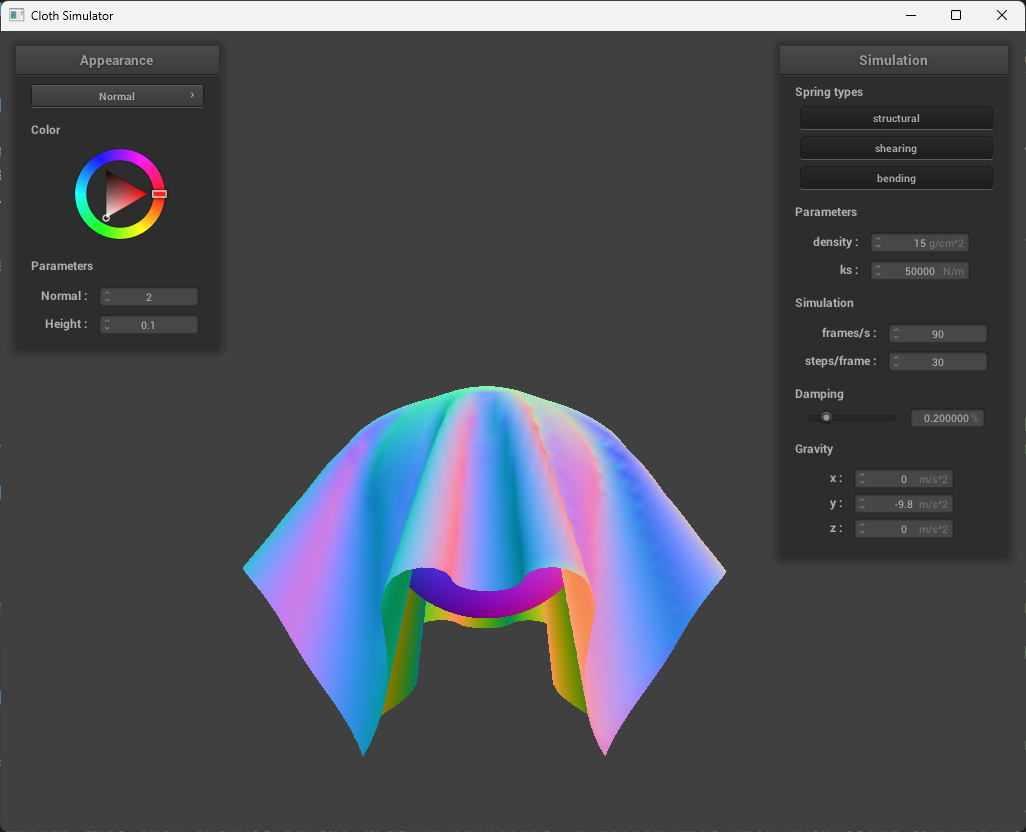 Cloth Simulator
Appearance
Normal
Color
Parameters
Normal : 2
Height : 0.1
Simulation
Spring types
structural
shearing
bending
Parameters
density : 15 g/cm^2
ks : 50000 N/m
Simulation
frames/s : 90
steps/frame : 30
Damping
0.200000 %
Gravity
x : 0 m/s^2
y : -9.8 m/s^2
z : 0 m/s^2